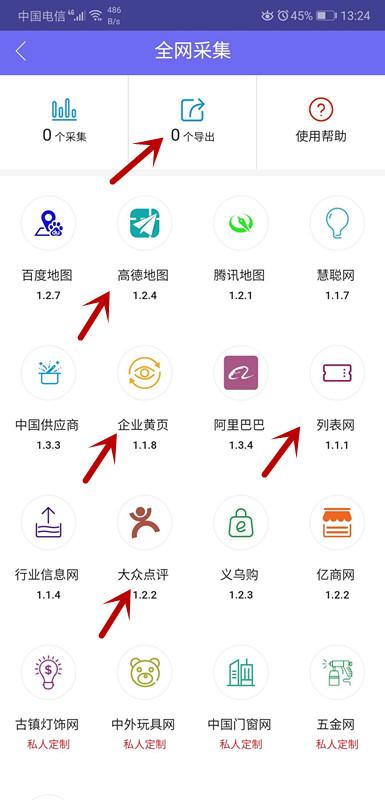 中国电信 4G 486 B/s 45% 13:24
全网采集
0个采集 0个导出 使用帮助
百度地图 高德地图 腾讯地图 慧聪网
1.2.7 1.2.4 1.2.1 1.1.7
中国供应商 企业黄页 阿里巴巴 列表网
1.3.3 1.1.8 1.3.4 1.1.1
行业信息网 大众点评 义乌购 亿商网
1.1.4 1.2.2 1.2.3 1.2.2
古镇灯饰网 中外玩具网 中国门窗网 五金网
私人定制 私人定制 私人定制 私人定制